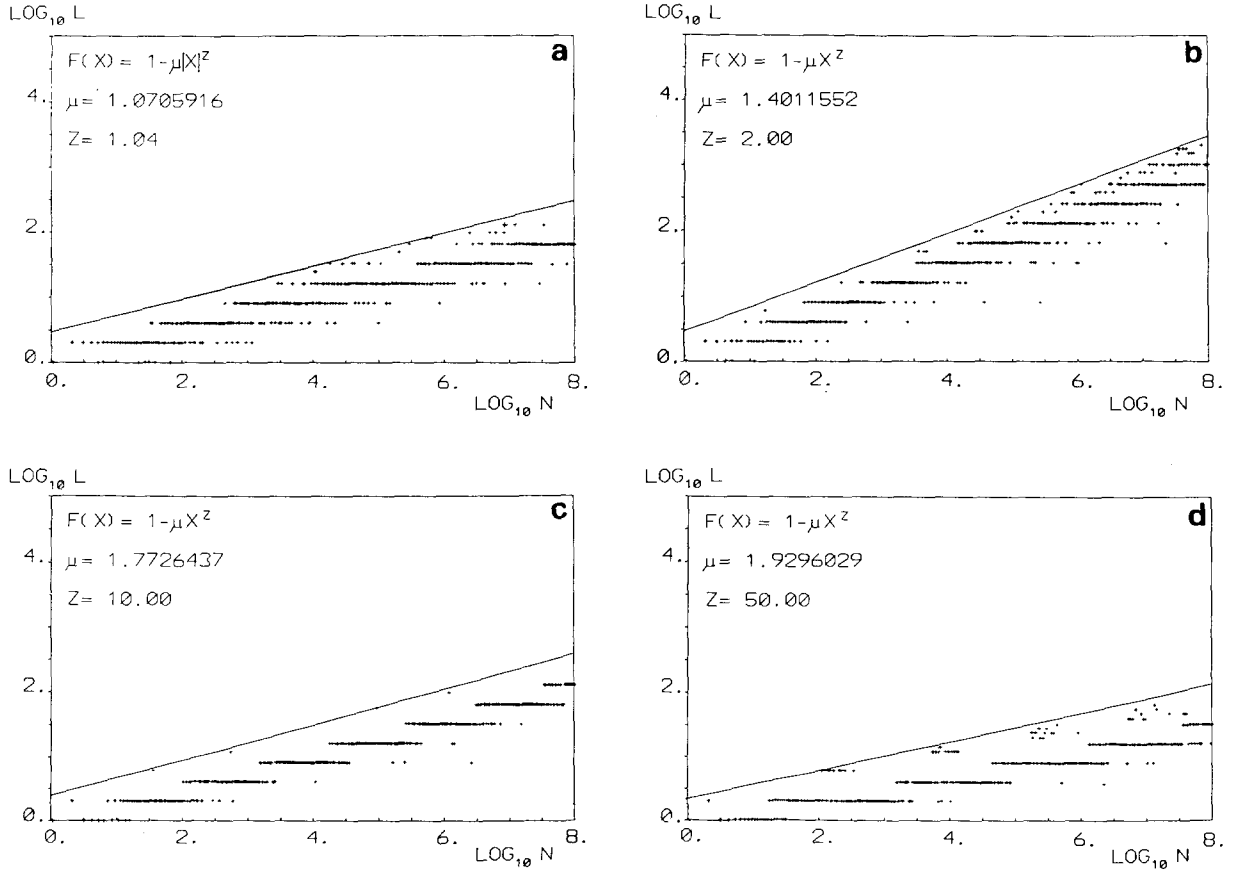 LOG₁₀ L
a
F(X)= 1-μ|X|ᶻ
μ= 1.0705916
Z= 1.04
4.
2.
0.
0. 2. 4. 6. 8.
LOG₁₀ N
LOG₁₀ L
b
F(X)= 1-μXᶻ
μ= 1.4011552
Z= 2.00
4.
2.
0.
0. 2. 4. 6. 8.
LOG₁₀ N
LOG₁₀ L
c
F(X)= 1-μXᶻ
μ= 1.7726437
Z= 10.00
4.
2.
0.
0. 2. 4. 6. 8.
LOG₁₀ N
LOG₁₀ L
d
F(X)= 1-μXᶻ
μ= 1.9296029
Z= 50.00
4.
2.
0.
0. 2. 4. 6. 8.
LOG₁₀ N